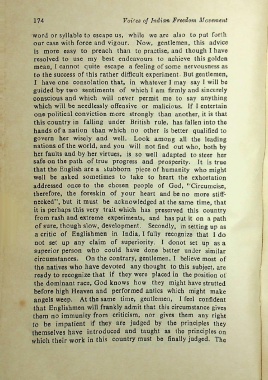 174 Voices of Indian Freedom Movement
word or syllable to escape us, while we are also to put forth
our case with force and vigour. Now, gentlemen, this advice
is more easy to preach than to practise, and though I have
resolved to use my best endeavours to achieve this golden
mean, I cannot quite escape a feeling of some nervousness as
to the success of this rather difficult experiment. But gentlemen,
I have one consolation that, in whatever I may say I will be
guided by two sentiments of which I am firmly and sincerely
conscious and which will never permit me to say anything
which will be needlessly offensive or malicious. If I entertain
one political conviction more strongly than another, it is that
this country in falling under British rule, has fallen into the
hands of a nation than which no other is better qualified to
govern her wisely and well. Look among all the leading
nations of the world, and you will not find out who, both by
her faults and by her virtues, is so well adapted to steer her
safe on the path of true progress and prosperity. It is true
that the English are a stubborn piece of humanity who might
well be asked sometimes to take to heart the exhortation
addressed once to the chosen people of God, "Circumcise,
therefore, the foreskin of your heart and be no more stiff-
necked", but it must be acknowledged at the same time, that
it is perhaps this very trait which has preserved this country
from rash and extreme experiments, and has put it on a path
of sure, though slow, development. Secondly, in setting up as
a critic of Englishmen in India, I fully recognize that I do
not set up any claim of superiority. I donot set up as a
superior person who could have done better under similar
circumstances. On the contrary, gentlemen, I believe most of
the natives who have devoted any thought to this subject, are
ready to recognize that if they were placed in the position of
the dominant race, God knows how they might have strutted
before high Heaven and performed antics which might make
angels weep. At the same time, gentlemen, I feel confident
that Englishmen will frankly admit that this circumstance gives
them no immunity from criticism, nor gives them any right
to be impatient if they are judged by the principles they
themselves have introduced and taught as the principles on
which their work in this country must be finally judged. The